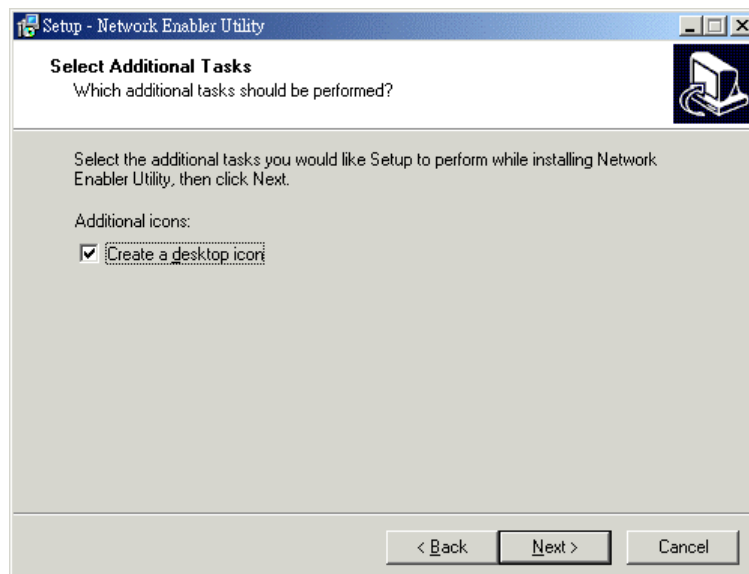 Setup - Network Enabler Utility
Select Additional Tasks
Which additional tasks should be performed?
Select the additional tasks you would like Setup to perform while installing Network
Enabler Utility, then click Next.
Additional icons:
Create a desktop icon
< Back Next > Cancel